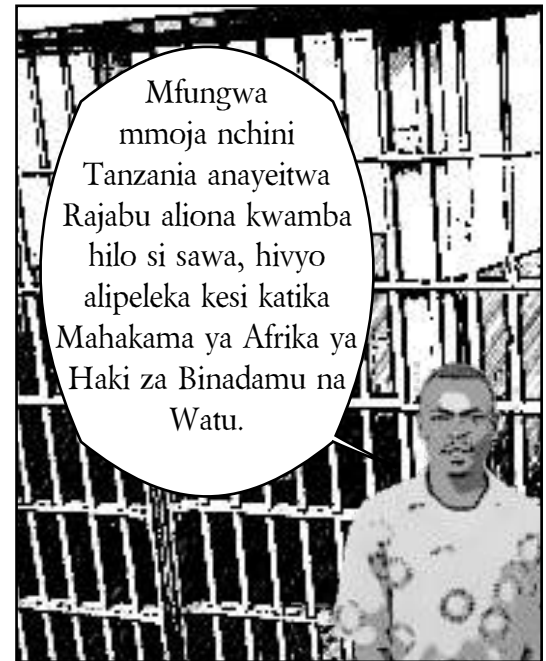 Mfungwa
mmoja nchini
Tanzania anayeitwa
Rajabu aliona kwamba
hilo si sawa, hivyo
alipeleka kesi katika
Mahakama ya Afrika ya
Haki za Binadamu na
Watu.